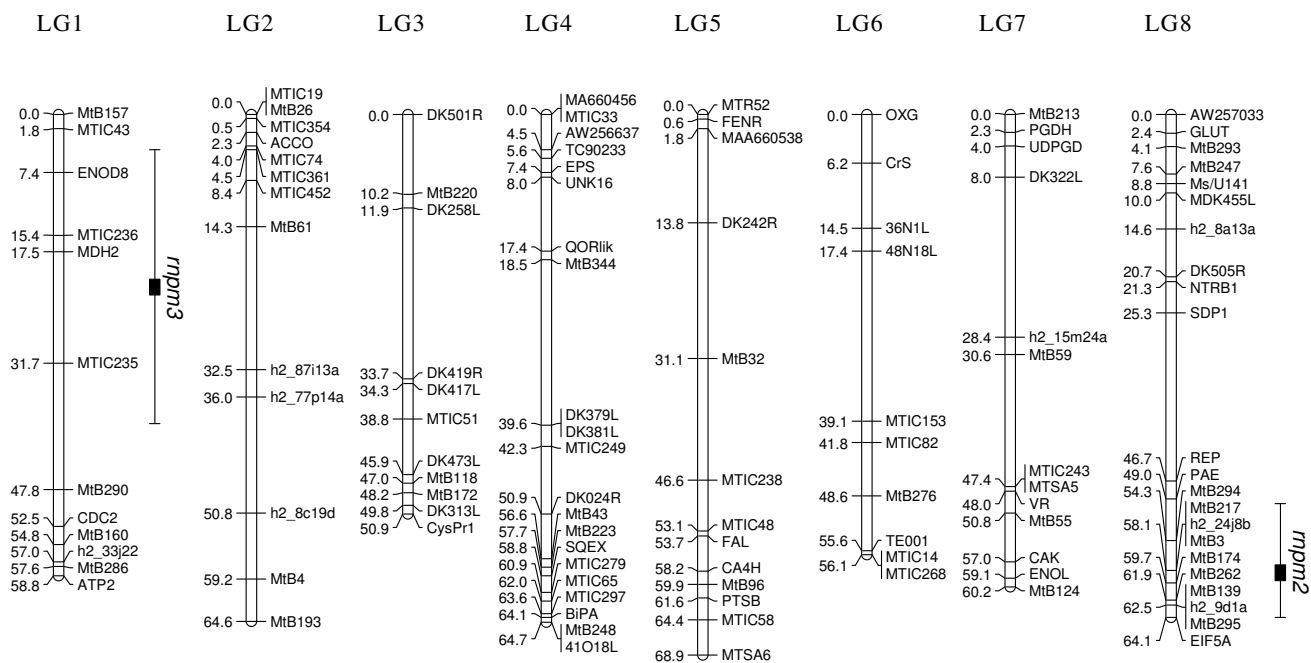 LG1 LG2 LG3 LG4 LG5 LG6 LG7 LG8
0.0 MtB157
1.8 MTIC43
7.4 ENOD8
15.4 MTIC236
17.5 MDH2
31.7 MTIC235
47.8 MtB290
52.5 CDC2
54.8 MtB160
57.0 h2_33j22
57.6 MtB286
58.8 ATP2
rnpm3
0.0 MTIC19
MtB26
0.5 MTIC354
2.3 ACCO
4.0 MTIC74
4.5 MTIC361
8.4 MTIC452
14.3 MtB61
32.5 h2_87i13a
36.0 h2_77p14a
50.8 h2_8c19d
59.2 MtB4
64.6 MtB193
0.0 DK501R
10.2 MtB220
11.9 DK258L
33.7 DK419R
34.3 DK417L
38.8 MTIC51
45.9 DK473L
47.0 MtB118
48.2 MtB172
49.8 DK313L
50.9 CysPr1
0.0 MA660456
MTIC33
4.5 AW256637
5.6 TC90233
7.4 EPS
8.0 UNK16
17.4 QORlik
18.5 MtB344
39.6 DK379L
DK381L
42.3 MTIC249
50.9 DK024R
56.6 MtB43
57.7 MtB223
58.8 SQEX
60.9 MTIC279
62.0 MTIC65
63.6 MTIC297
64.1 BiPA
64.7 MtB248
41O18L
0.0 MTR52
0.6 FENR
1.8 MAA660538
13.8 DK242R
31.1 MtB32
46.6 MTIC238
53.1 MTIC48
53.7 FAL
58.2 CA4H
59.9 MtB96
61.6 PTSB
64.4 MTIC58
68.9 MTSA6
0.0 OXG
6.2 CrS
14.5 36N1L
17.4 48N18L
39.1 MTIC153
41.8 MTIC82
48.6 MtB276
55.6 TE001
56.1 MTIC14
MTIC268
0.0 MtB213
2.3 PGDH
4.0 UDPGD
8.0 DK322L
28.4 h2_15m24a
30.6 MtB59
47.4 MTIC243
MTSA5
48.0 VR
50.8 MtB55
57.0 CAK
59.1 ENOL
60.2 MtB124
0.0 AW257033
2.4 GLUT
4.1 MtB293
7.6 MtB247
8.8 Ms/U141
10.0 MDK455L
14.6 h2_8a13a
20.7 DK505R
21.3 NTRB1
25.3 SDP1
46.7 REP
49.0 PAE
54.3 MtB294
MtB217
58.1 h2_24j8b
MtB3
59.7 MtB174
61.9 MtB262
MtB139
62.5 h2_9d1a
MtB295
64.1 EIF5A
rnpm2